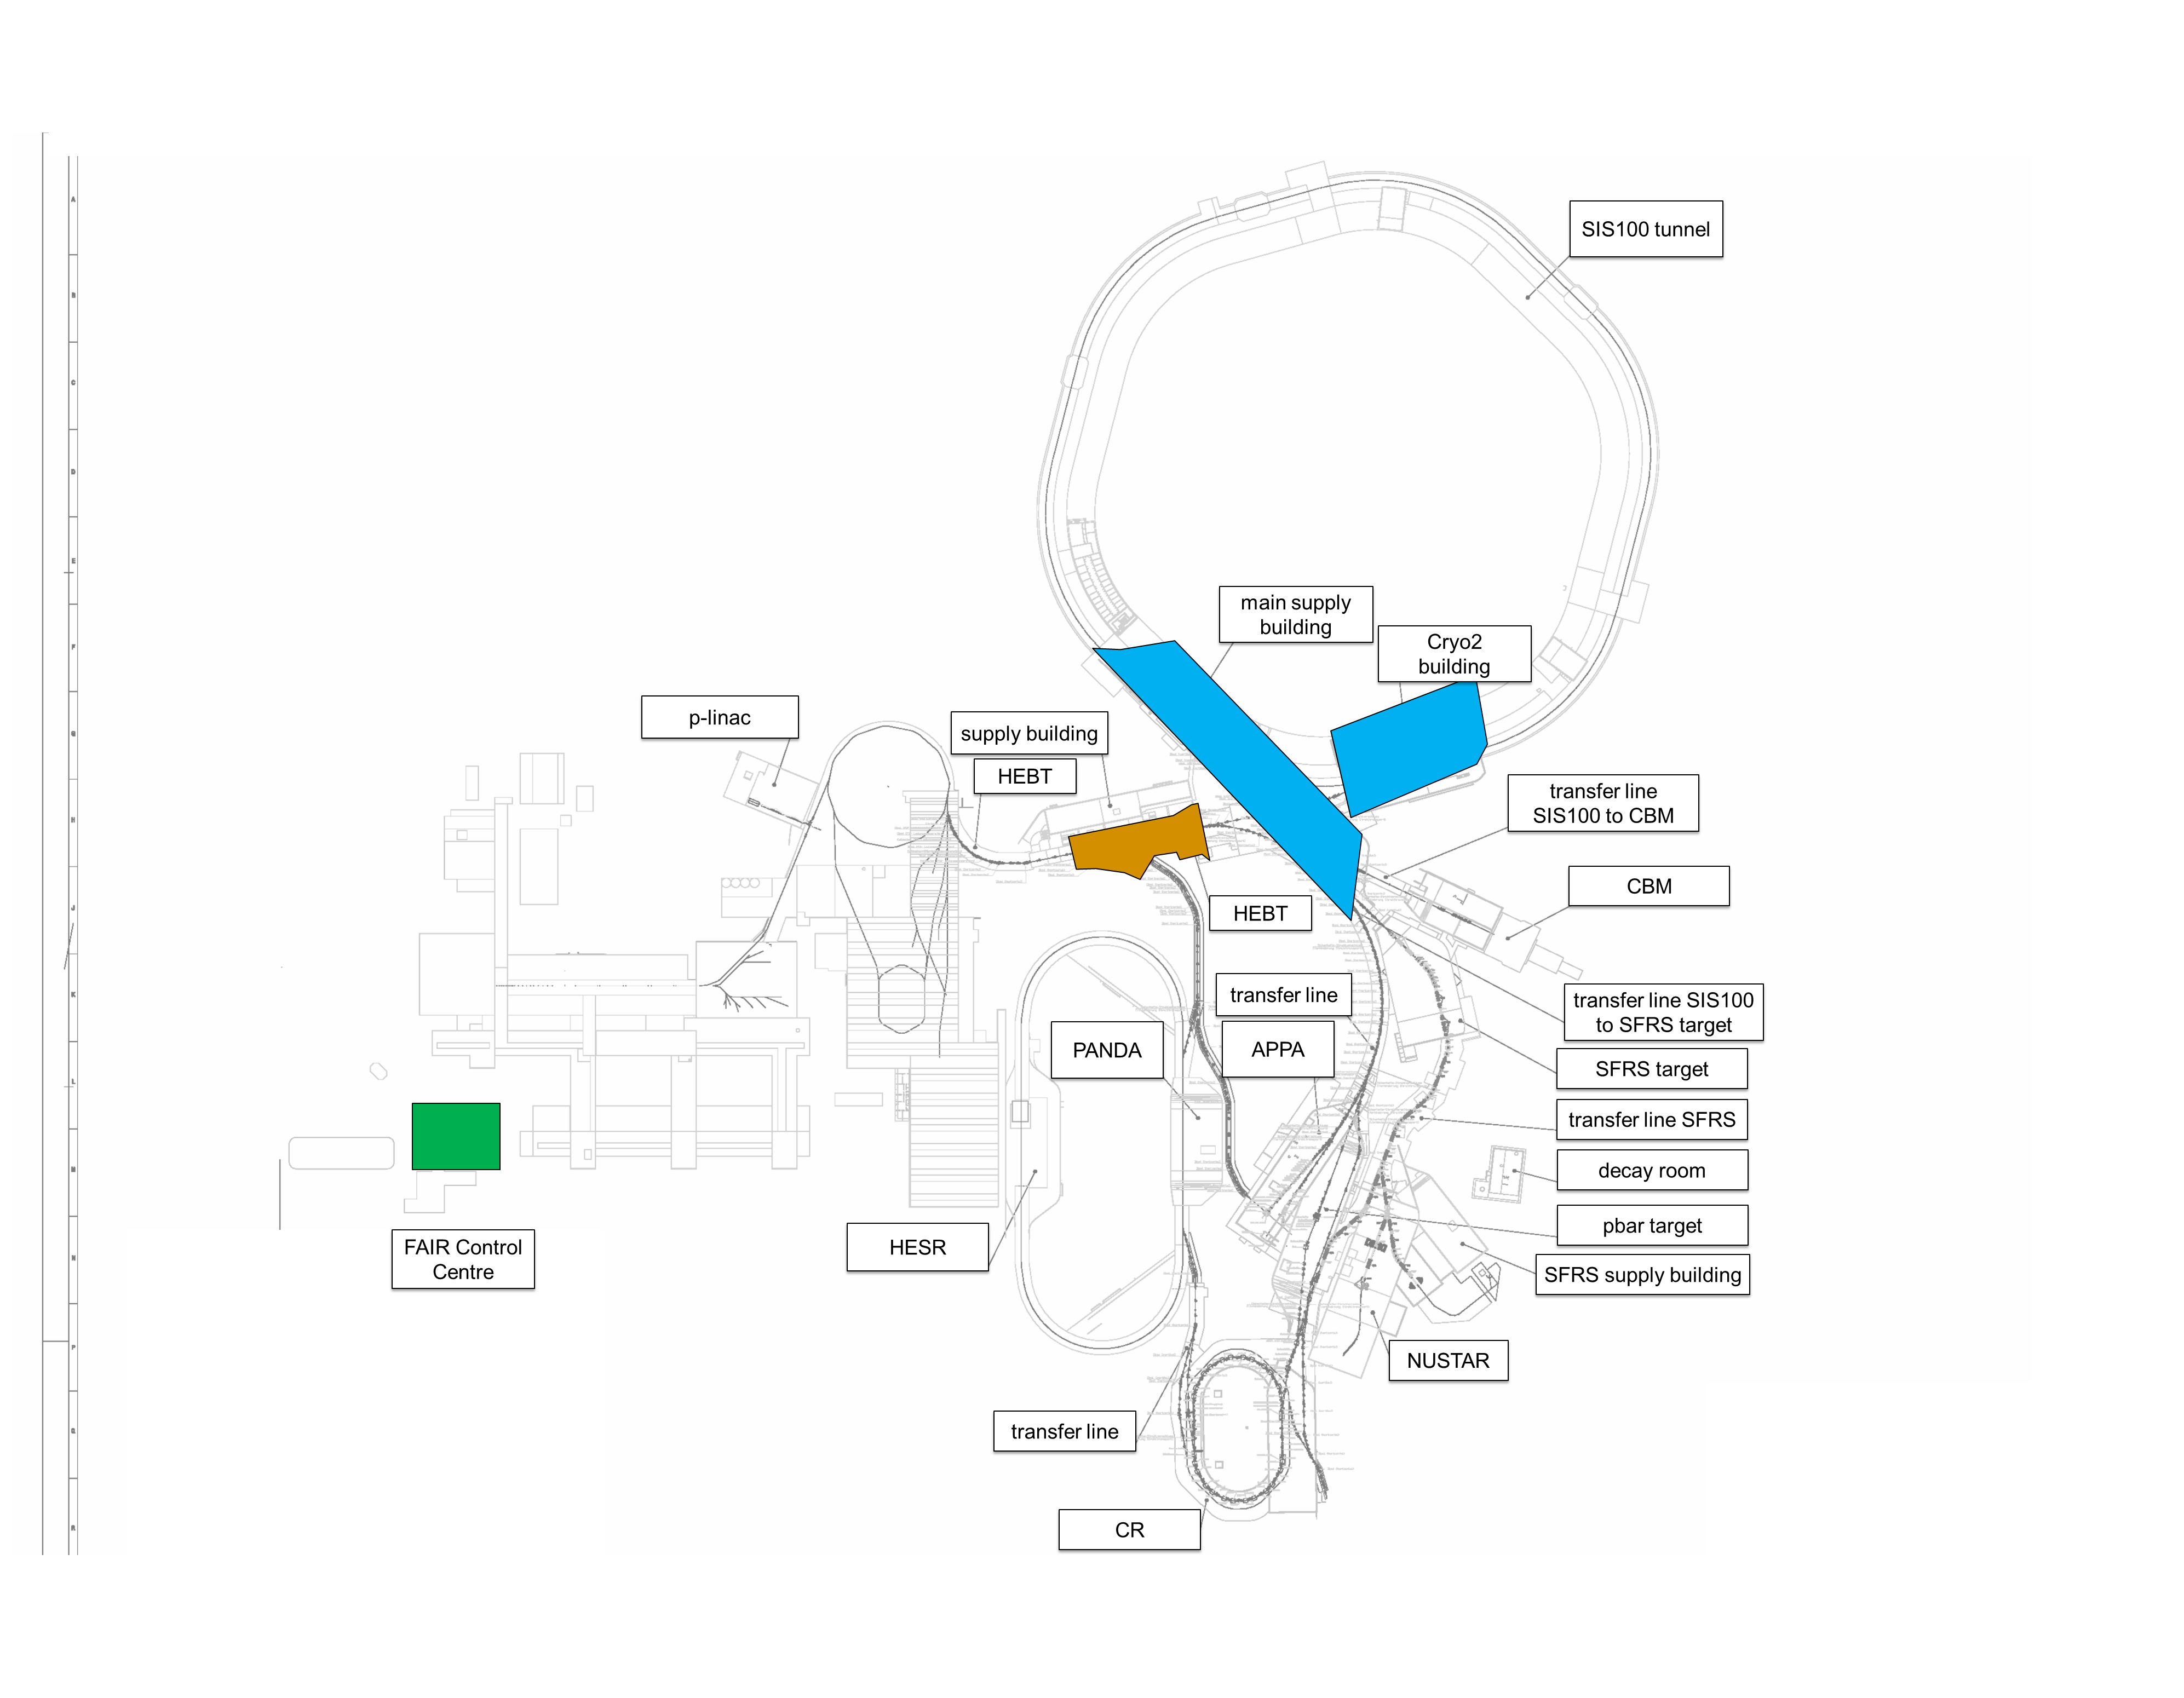 SIS100 tunnel
main supply
building
Cryo2
building
p-linac
supply building
HEBT
transfer line
SIS100 to CBM
CBM
HEBT
transfer line
transfer line SIS100
to SFRS target
PANDA
APPA
SFRS target
transfer line SFRS
decay room
pbar target
HESR
FAIR Control
Centre
SFRS supply building
NUSTAR
transfer line
CR
A
B
C
D
E
F
G
H
J
K
L
M
N
P
Q
R